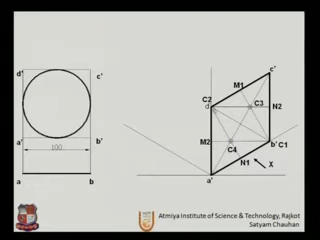 d'
c'
a'
b'
100
a
b
c'
M1
C2
C3
d'
N2
M2
b'
C1
C4
N1
X
a'
Atmiya Institute of Science & Technology, Rajkot
Satyam Chauhan